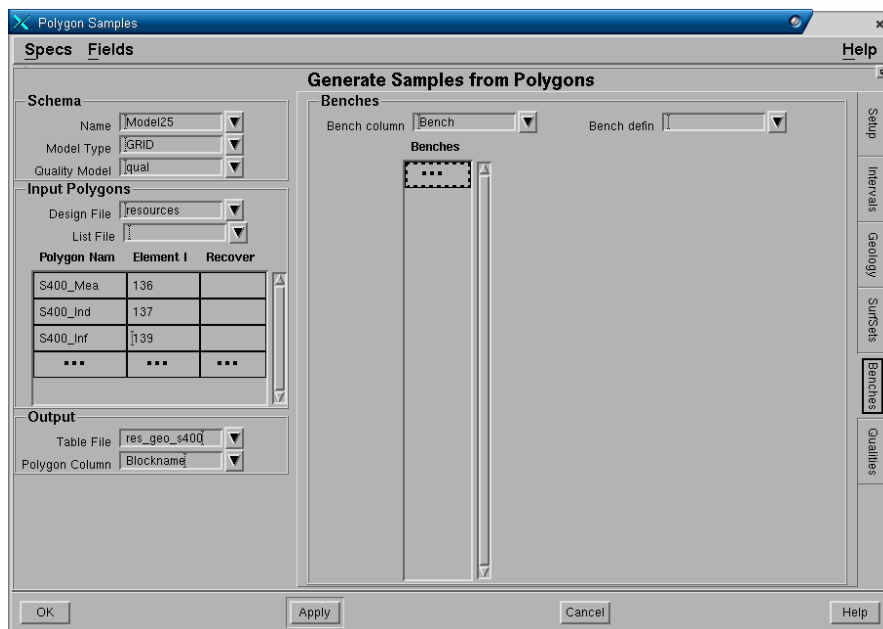 Polygon Samples
Specs Fields Help
Generate Samples from Polygons
Schema
Name Model25
Model Type GRID
Quality Model qual
Input Polygons
Design File resources
List File
Polygon Nam Element I Recover
S400_Mea 136
S400_Ind 137
S400_Inf 139
... ... ...
Output
Table File res_geo_s400
Polygon Column Blockname
Benches
Bench column Bench Bench defin
Benches
...
Setup
Intervals
Geology
SurfSets
Benches
Qualities
OK Apply Cancel Help